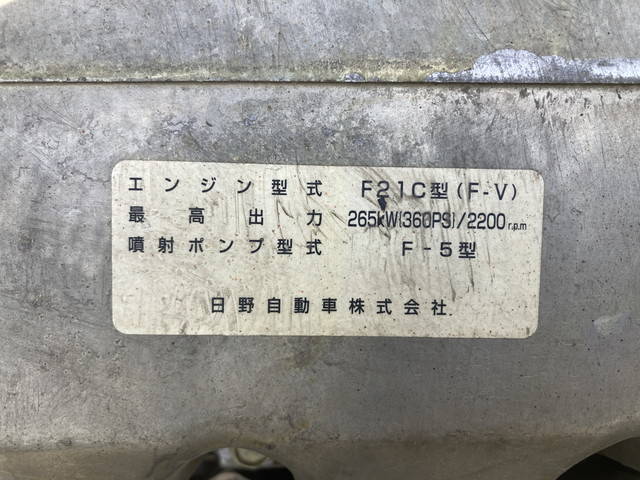 エンジン型式 F21C型(F-V)
最高出力 265kW(360PS)/2200r.p.m
噴射ポンプ型式 F-5型
日野自動車株式会社